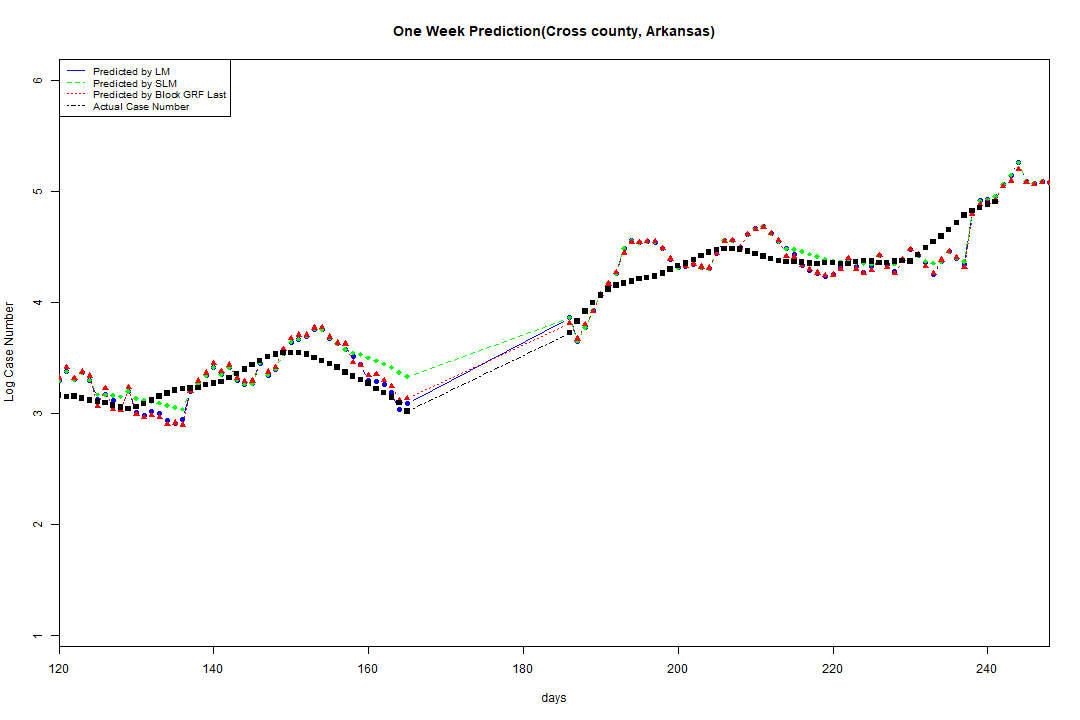 One Week Prediction(Cross county, Arkansas)
Predicted by LM
Predicted by SLM
Predicted by Block GRF Last
Actual Case Number
6
5
4
3
2
1
Log Case Number
120 140 160 180 200 220 240
days